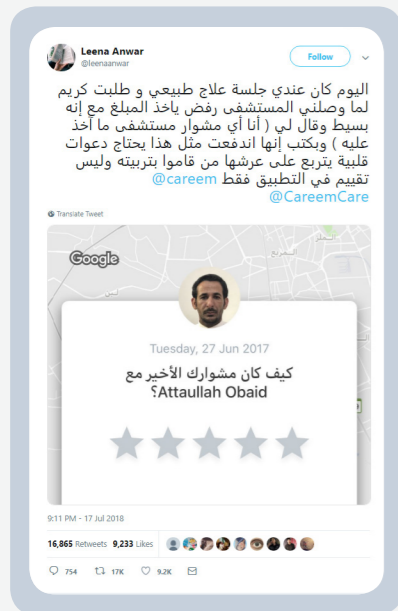 Leena Anwar
@leenaanwar
Follow
اليوم كان عندي جلسة علاج طبيعي و طلبت كريم
لما وصلني المستشفى رفض ياخذ المبلغ مع إنه
بسيط وقال لي ( أنا أي مشوار مستشفى ما آخذ
عليه ) ويكتب إنها اندفعت مثل هذا يحتاج دعوات
قلبية يتربع على عرشها من قاموا بتربيته وليس
تقييم في التطبيق فقط @careem
@CareemCare
Translate Tweet
Google
Tuesday, 27 Jun 2017
كيف كان مشوارك الأخير مع
Attaullah Obaid؟
9:11 PM - 17 Jul 2018
16,865 Retweets 9,233 Likes
754 17K 9.2K